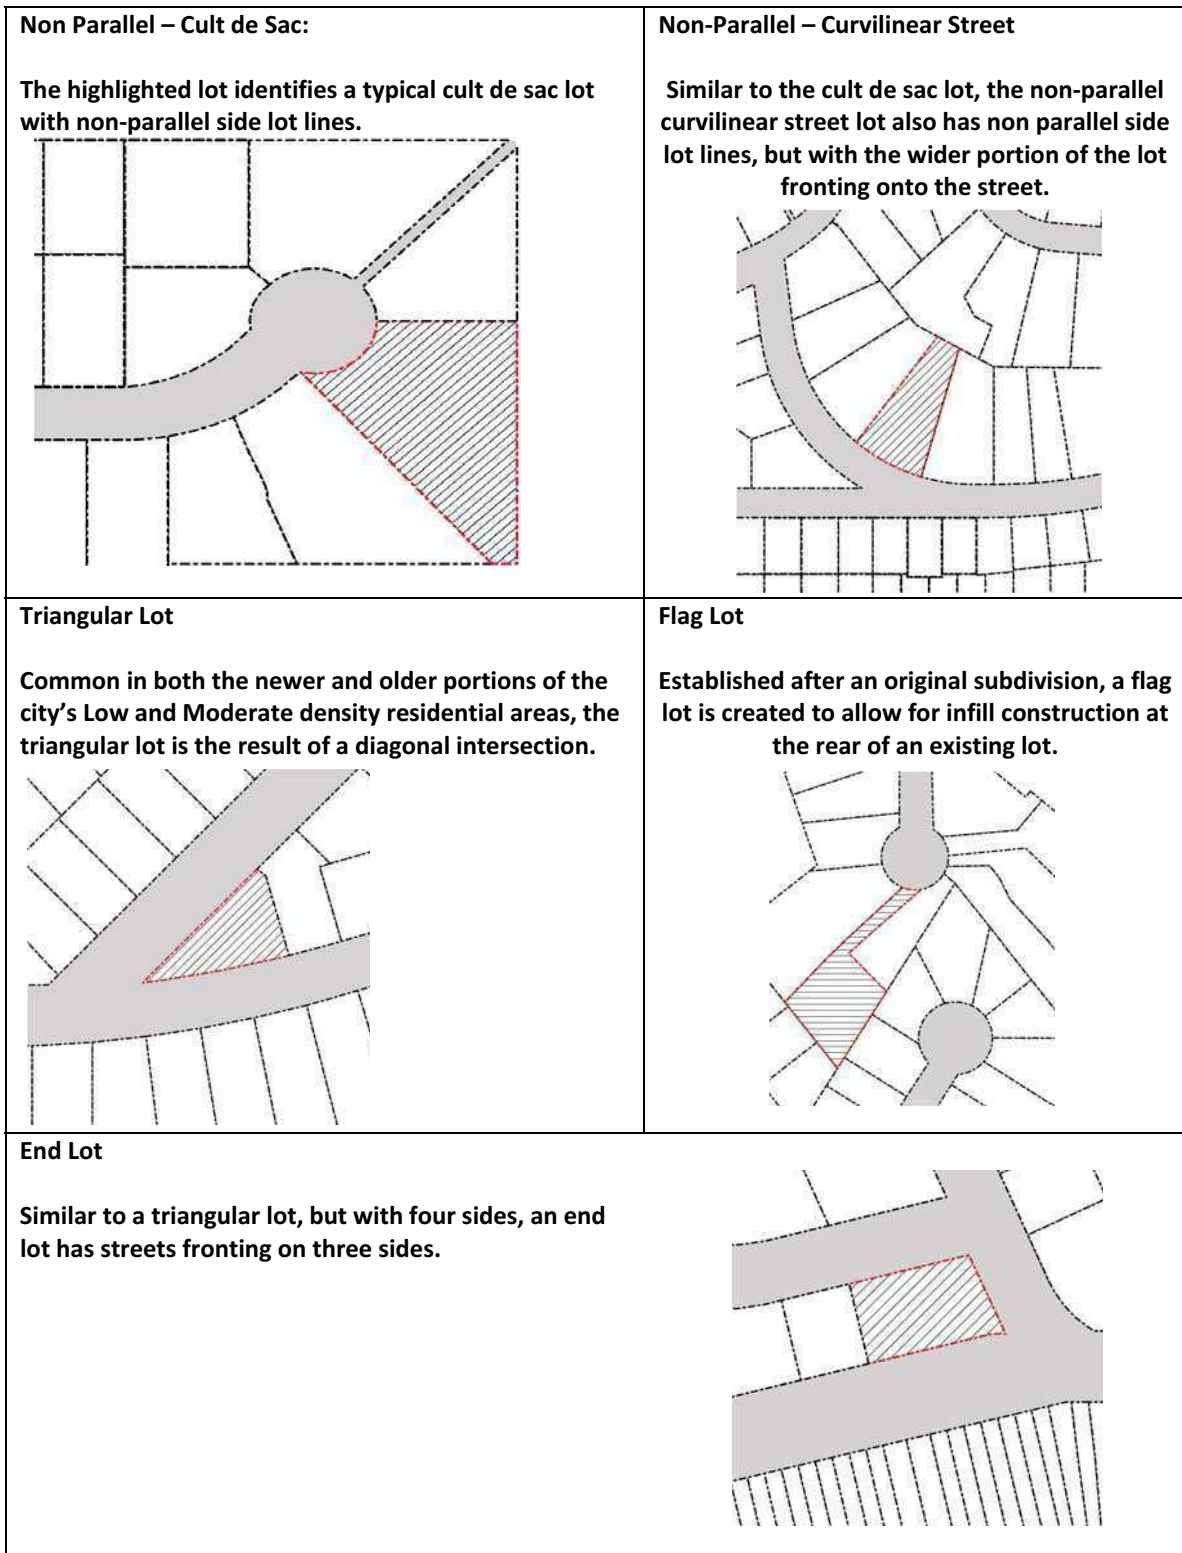 Non Parallel – Cult de Sac:
The highlighted lot identifies a typical cult de sac lot
with non-parallel side lot lines.
Non-Parallel – Curvilinear Street
Similar to the cult de sac lot, the non-parallel
curvilinear street lot also has non parallel side
lot lines, but with the wider portion of the lot
fronting onto the street.
Triangular Lot
Common in both the newer and older portions of the
city’s Low and Moderate density residential areas, the
triangular lot is the result of a diagonal intersection.
Flag Lot
Established after an original subdivision, a flag
lot is created to allow for infill construction at
the rear of an existing lot.
End Lot
Similar to a triangular lot, but with four sides, an end
lot has streets fronting on three sides.